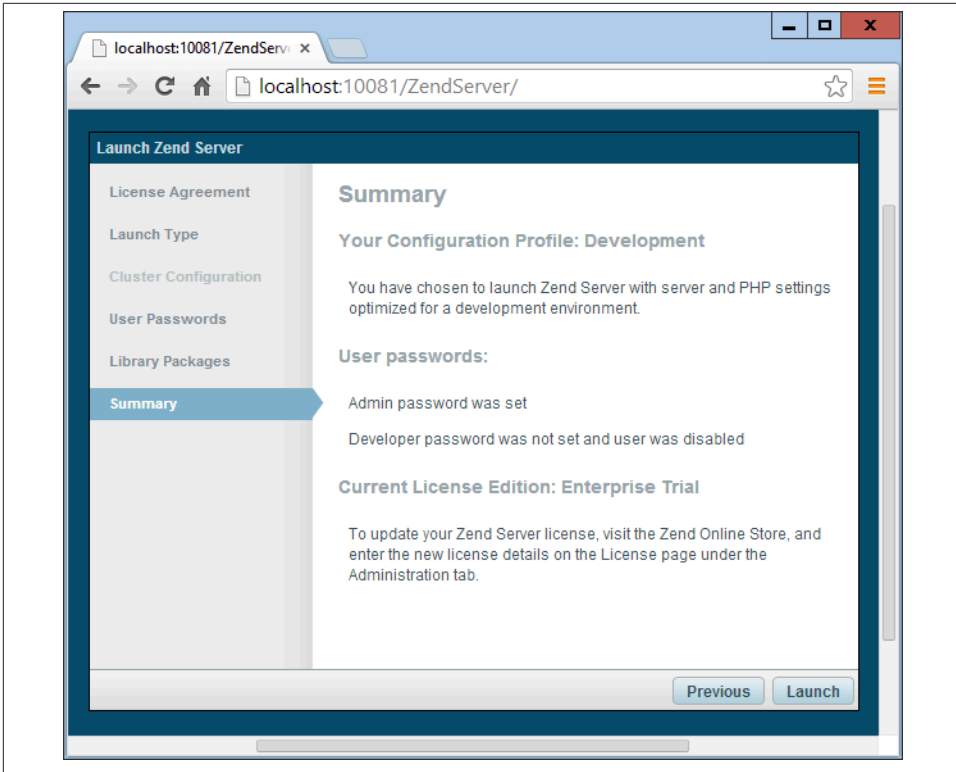 localhost:10081/ZendServ
localhost:10081/ZendServer/
Launch Zend Server
License Agreement
Launch Type
Cluster Configuration
User Passwords
Library Packages
Summary
Summary
Your Configuration Profile: Development
You have chosen to launch Zend Server with server and PHP settings
optimized for a development environment.
User passwords:
Admin password was set
Developer password was not set and user was disabled
Current License Edition: Enterprise Trial
To update your Zend Server license, visit the Zend Online Store, and
enter the new license details on the License page under the
Administration tab.
Previous
Launch